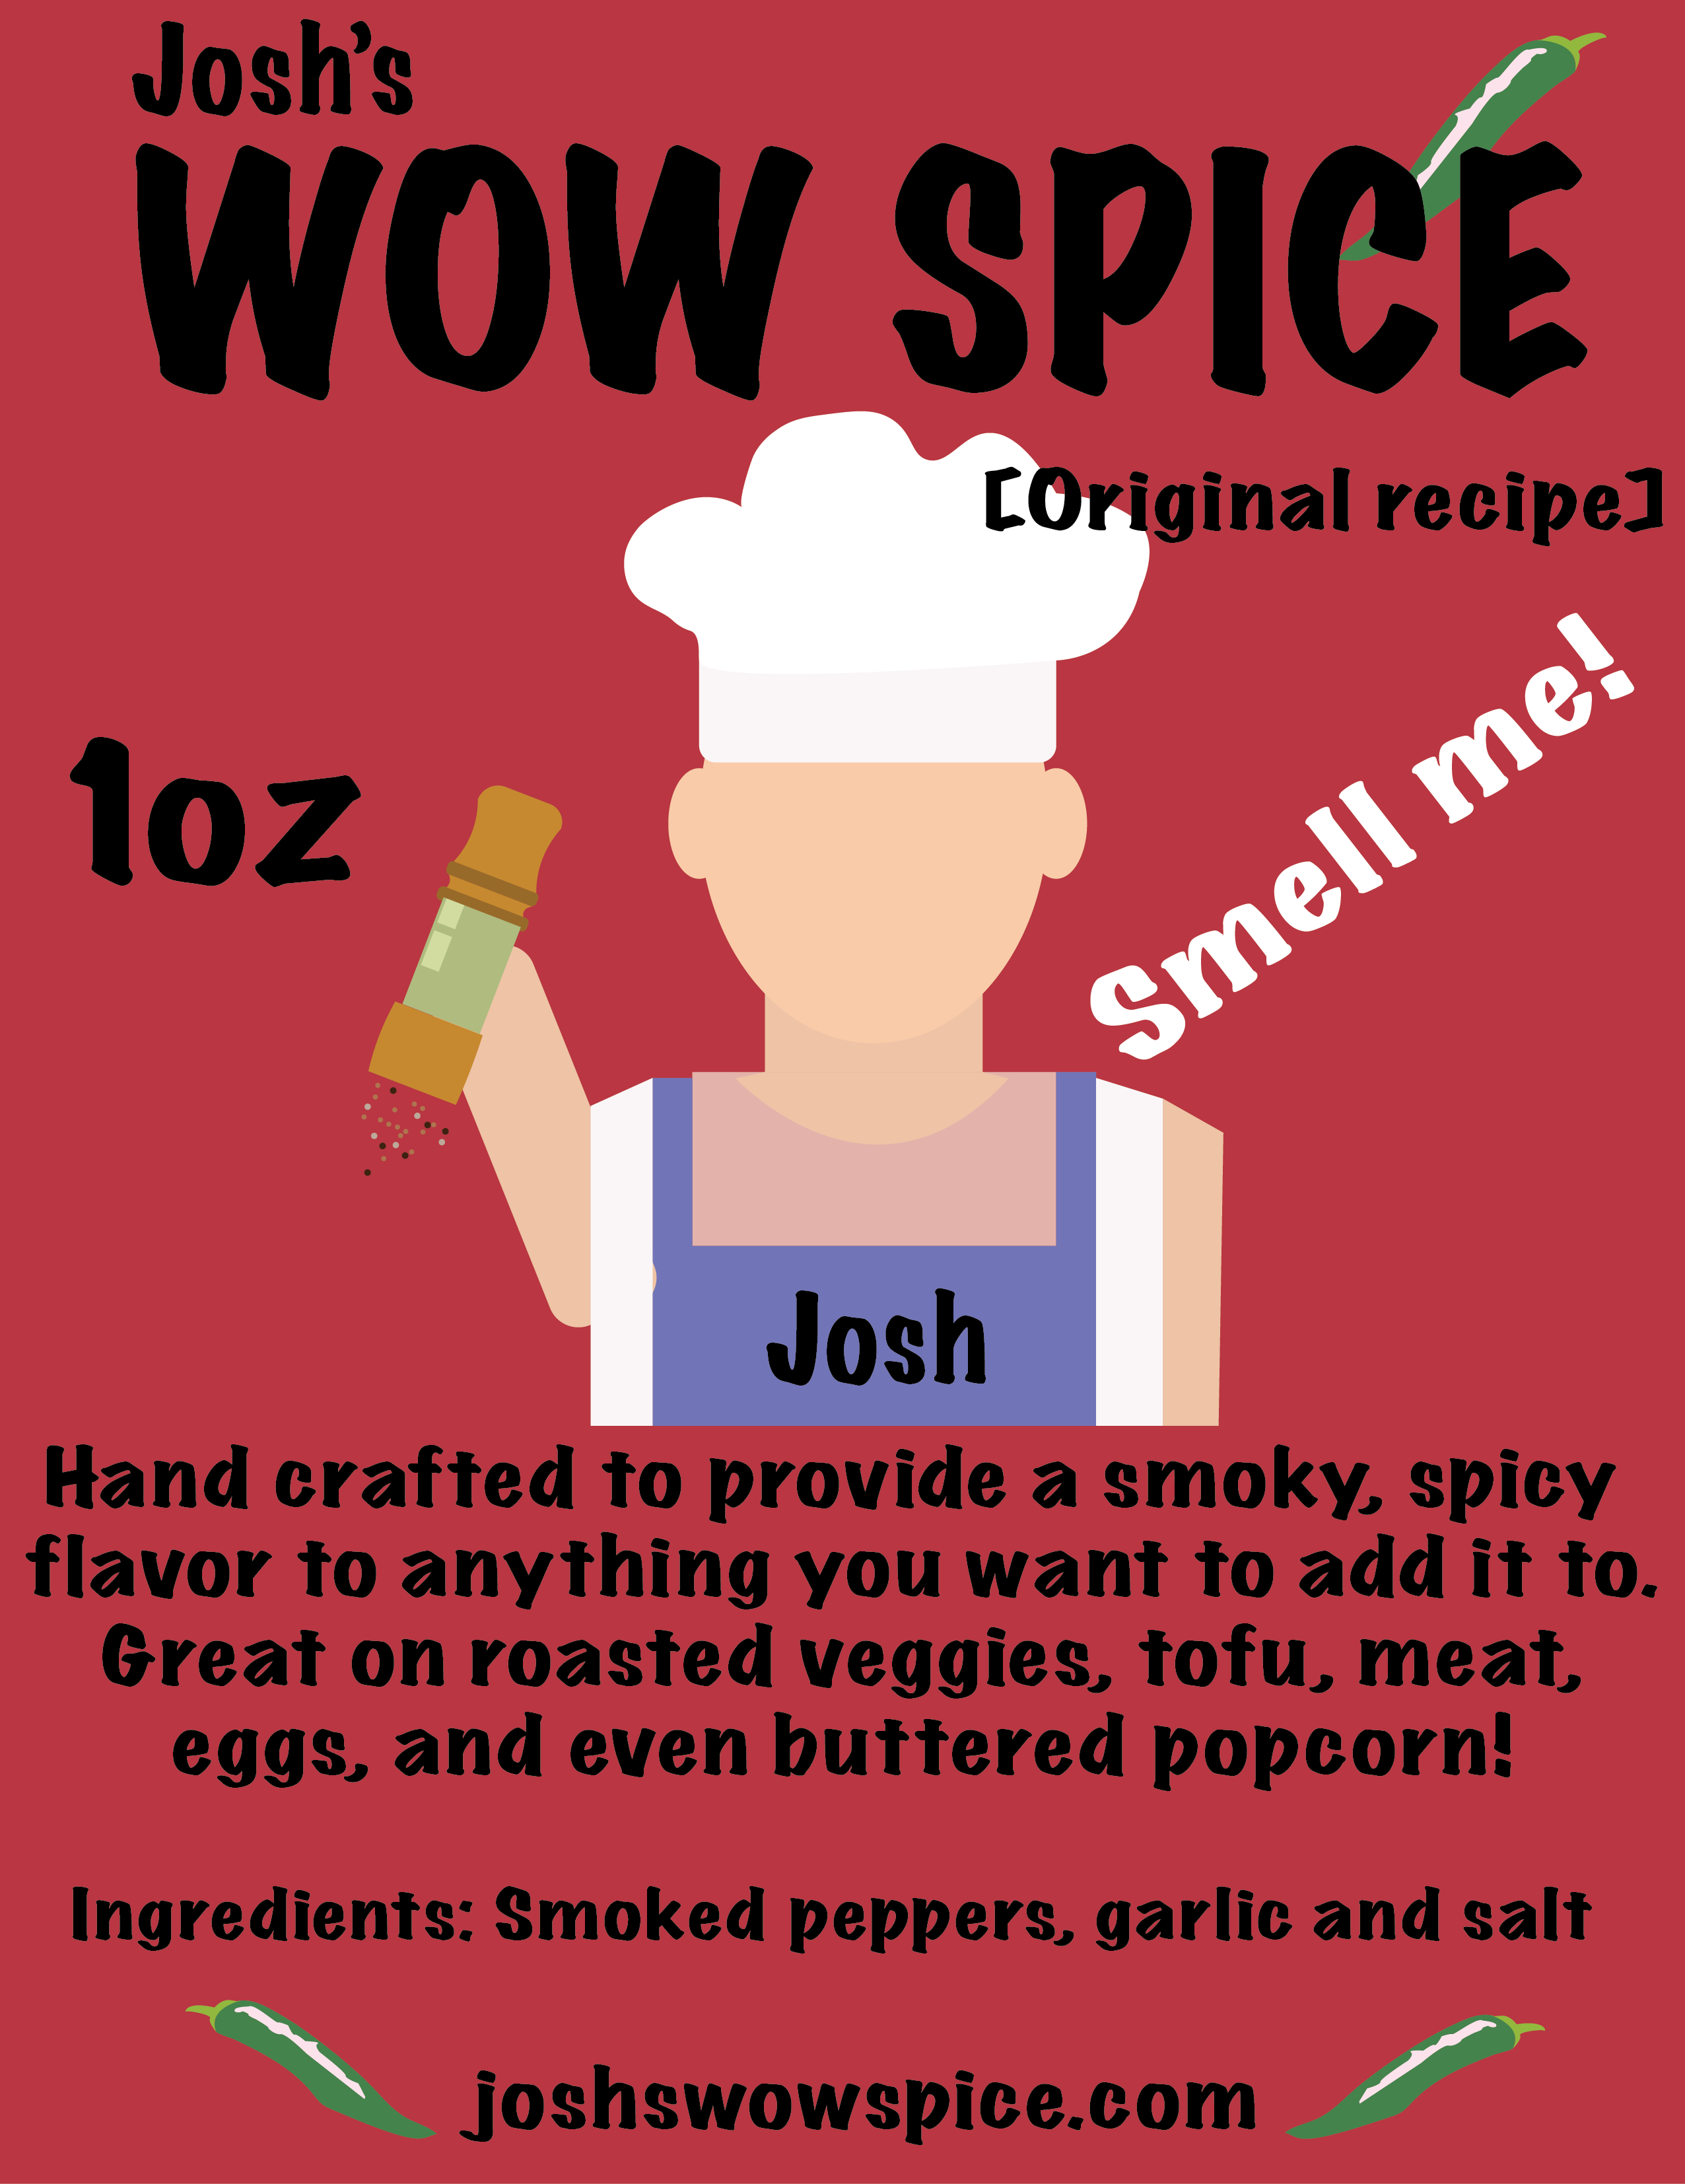 Josh's
WOW SPICE
[Original recipe]
Smell me!
1oz
Josh
Hand crafted to provide a smoky, spicy
flavor to anything you want to add it to.
Great on roasted veggies, tofu, meat,
eggs, and even buttered popcorn!
Ingredients: Smoked peppers, garlic and salt
joshswowspice.com